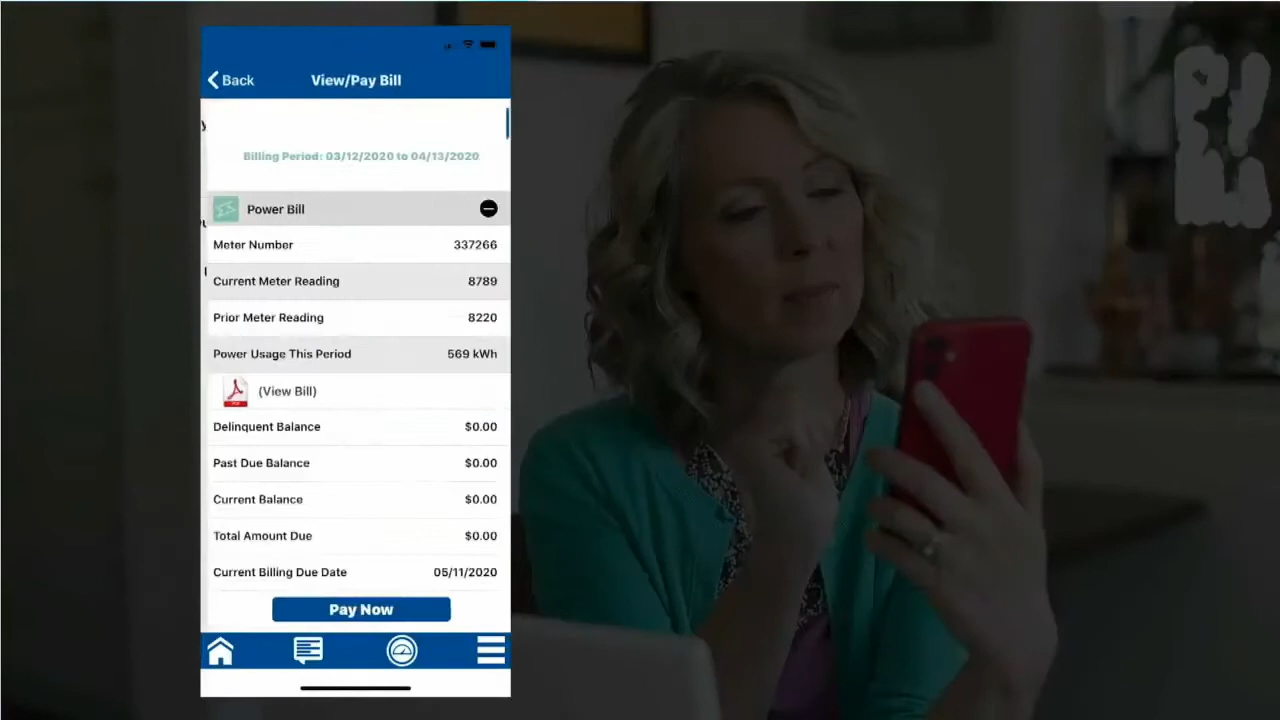 Back
View/Pay Bill
Billing Period: 03/12/2020 to 04/13/2020
Power Bill
Meter Number 337266
Current Meter Reading 8789
Prior Meter Reading 8220
Power Usage This Period 569 kWh
(View Bill)
Delinquent Balance $0.00
Past Due Balance $0.00
Current Balance $0.00
Total Amount Due $0.00
Current Billing Due Date 05/11/2020
Pay Now